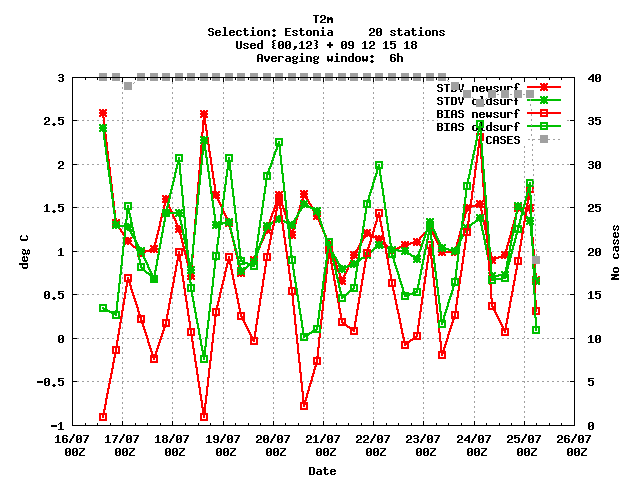 T2m
Selection: Estonia 20 stations
Used {00,12} + 09 12 15 18
Averaging window: 6h
3 40
STDV newsurf
STDV oldsurf
2.5 35
BIAS newsurf
BIAS oldsurf
CASES
2 30
1.5 25
deg C
No cases
1 20
0.5 15
0 10
-0.5 5
-1 0
16/07 17/07 18/07 19/07 20/07 21/07 22/07 23/07 24/07 25/07 26/07
00Z 00Z 00Z 00Z 00Z 00Z 00Z 00Z 00Z 00Z 00Z
Date